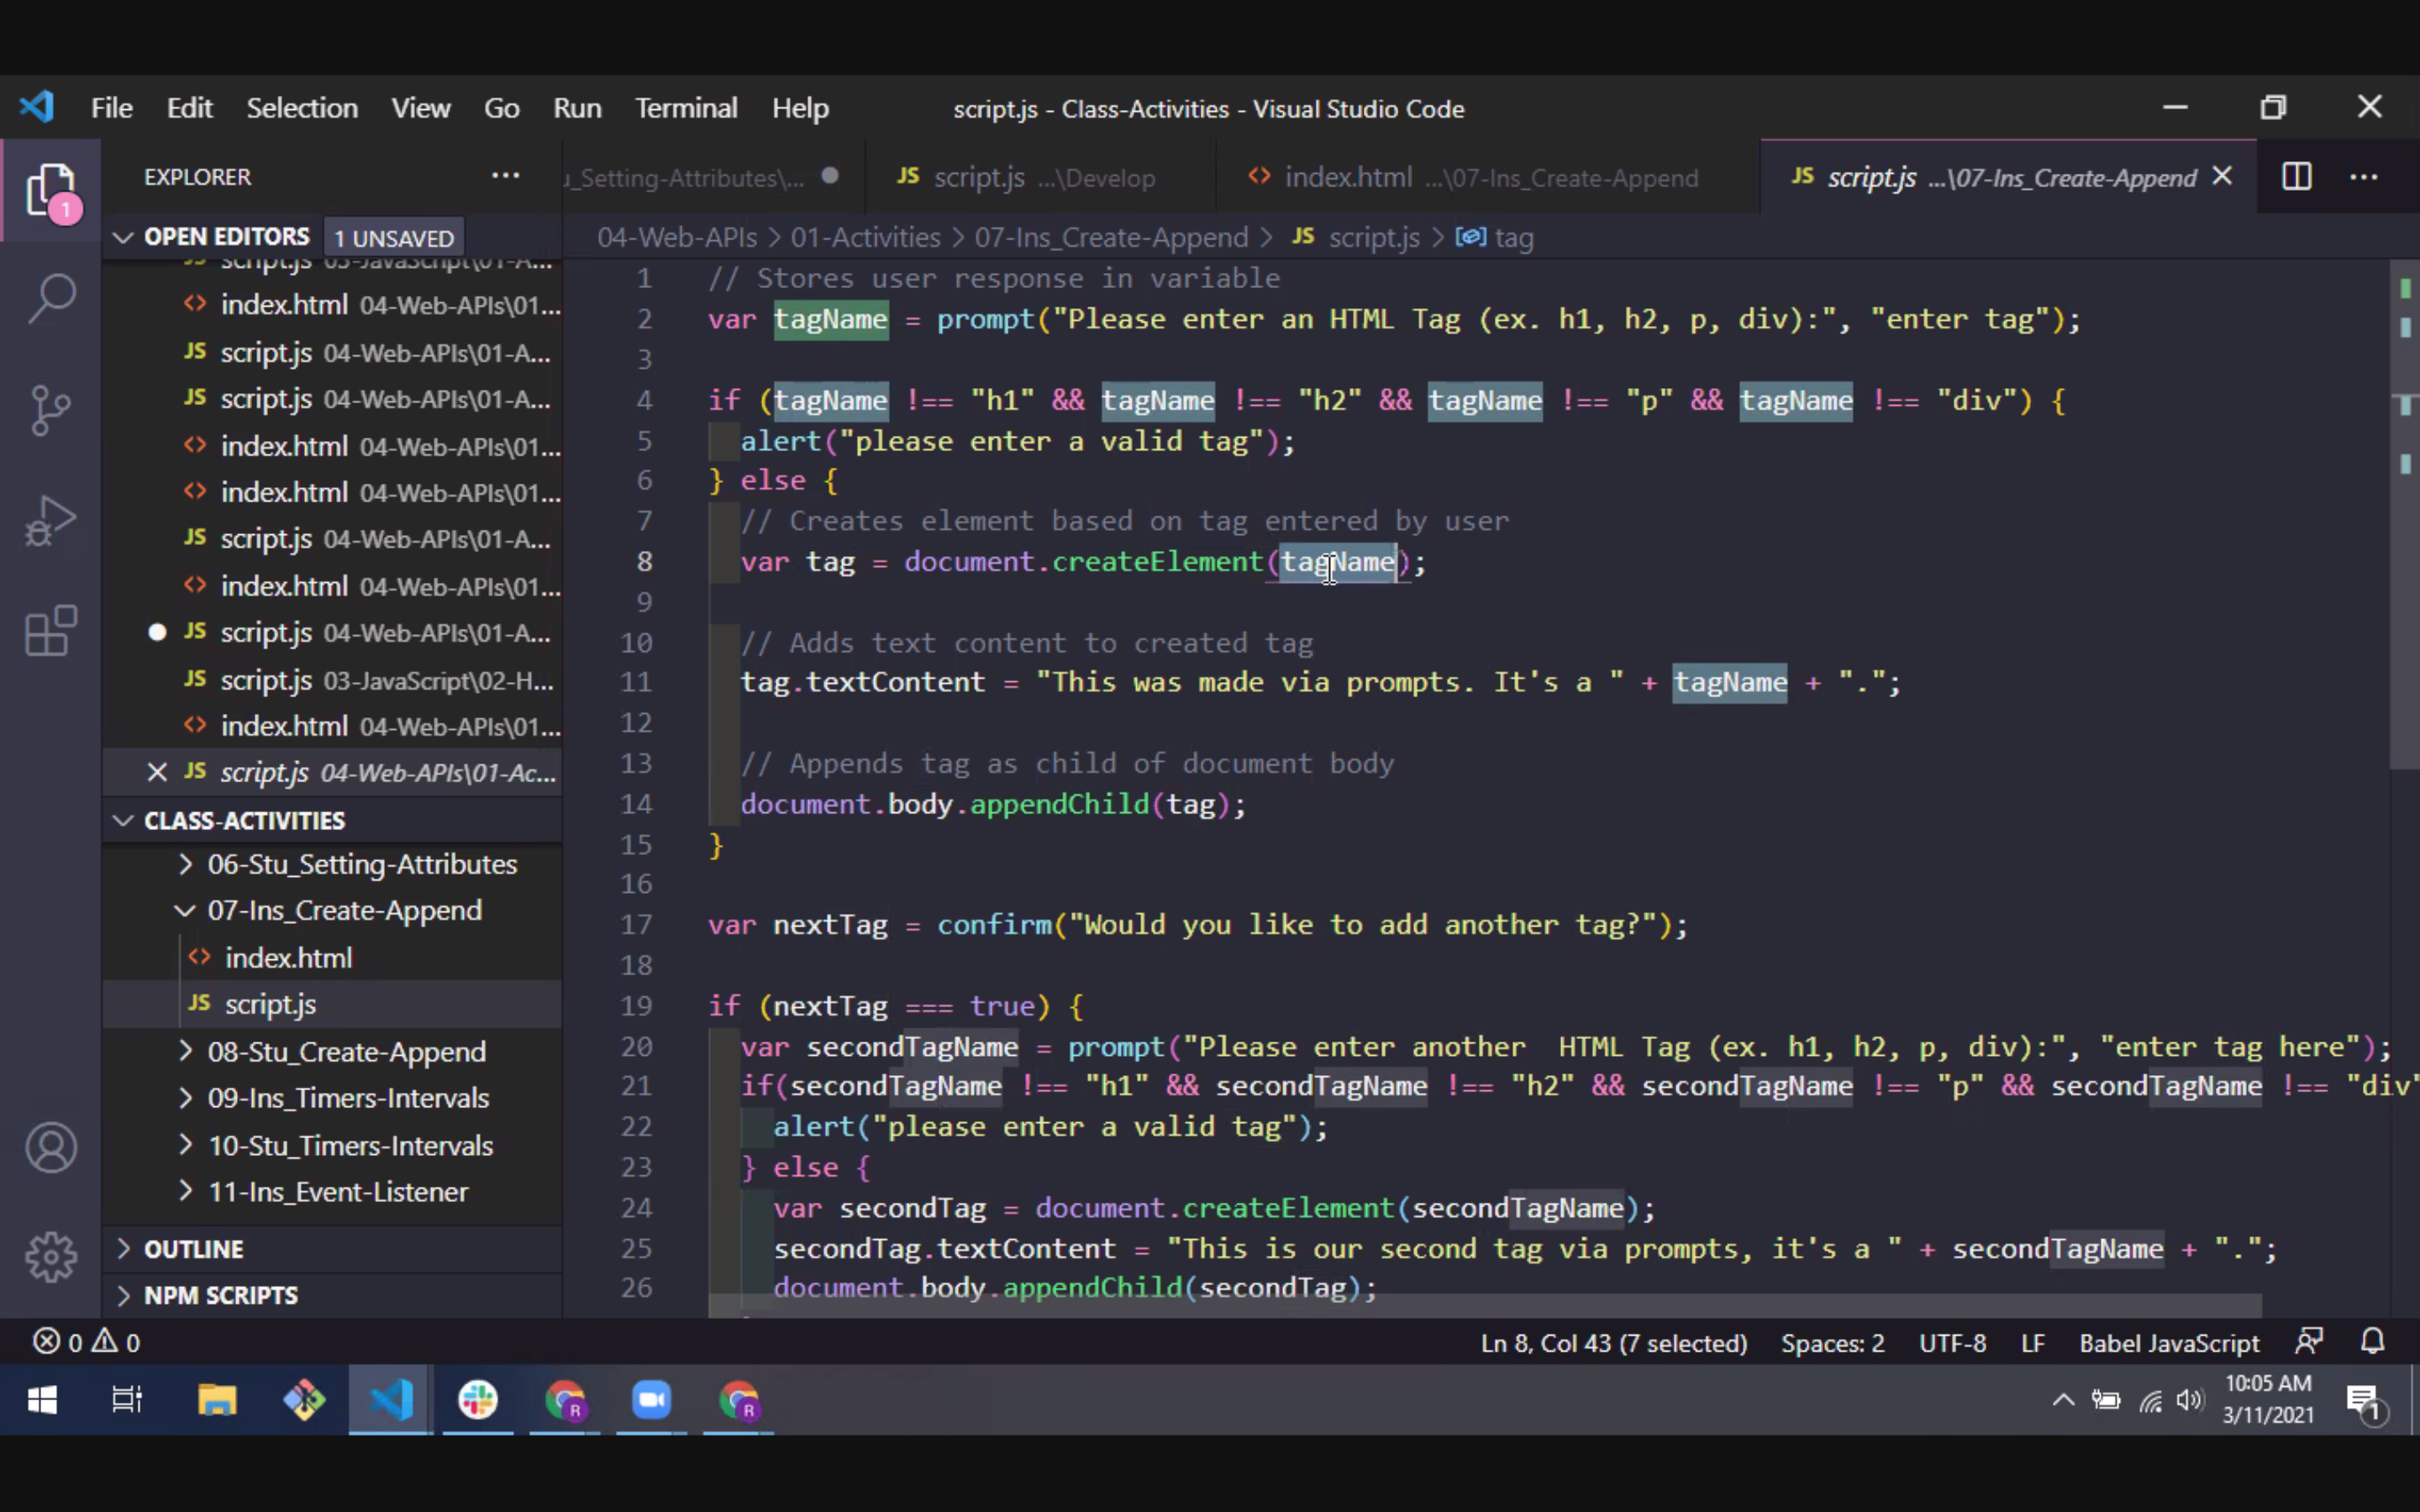 File Edit Selection View Go Run Terminal Help script.js - Class-Activities - Visual Studio Code
EXPLORER ...
_Setting-Attributes\... ●
JS script.js ...\Develop
<> index.html ...\07-Ins_Create-Append
JS script.js ...\07-Ins_Create-Append
1
OPEN EDITORS 1 UNSAVED
script.js 03-JavaScript\01-A...
<> index.html 04-Web-APIs\01...
JS script.js 04-Web-APIs\01-A...
JS script.js 04-Web-APIs\01-A...
<> index.html 04-Web-APIs\01...
<> index.html 04-Web-APIs\01...
JS script.js 04-Web-APIs\01-A...
<> index.html 04-Web-APIs\01...
● JS script.js 04-Web-APIs\01-A...
JS script.js 03-JavaScript\02-H...
<> index.html 04-Web-APIs\01...
JS script.js 04-Web-APIs\01-Ac...
CLASS-ACTIVITIES
> 06-Stu_Setting-Attributes
07-Ins_Create-Append
<> index.html
JS script.js
> 08-Stu_Create-Append
> 09-Ins_Timers-Intervals
> 10-Stu_Timers-Intervals
> 11-Ins_Event-Listener
> OUTLINE
> NPM SCRIPTS
04-Web-APIs > 01-Activities > 07-Ins_Create-Append > JS script.js > tag
1 // Stores user response in variable
2 var tagName = prompt("Please enter an HTML Tag (ex. h1, h2, p, div):", "enter tag");
3
4 if (tagName !== "h1" && tagName !== "h2" && tagName !== "p" && tagName !== "div") {
5 alert("please enter a valid tag");
6 } else {
7 // Creates element based on tag entered by user
8 var tag = document.createElement(tagName);
9
10 // Adds text content to created tag
11 tag.textContent = "This was made via prompts. It's a " + tagName + ".";
12
13 // Appends tag as child of document body
14 document.body.appendChild(tag);
15 }
16
17 var nextTag = confirm("Would you like to add another tag?");
18
19 if (nextTag === true) {
20 var secondTagName = prompt("Please enter another  HTML Tag (ex. h1, h2, p, div):", "enter tag here");
21 if(secondTagName !== "h1" && secondTagName !== "h2" && secondTagName !== "p" && secondTagName !== "div"
22 alert("please enter a valid tag");
23 } else {
24 var secondTag = document.createElement(secondTagName);
25 secondTag.textContent = "This is our second tag via prompts, it's a " + secondTagName + ".";
26 document.body.appendChild(secondTag);
0 0 Ln 8, Col 43 (7 selected) Spaces: 2 UTF-8 LF Babel JavaScript
R R
10:05 AM
3/11/2021
1